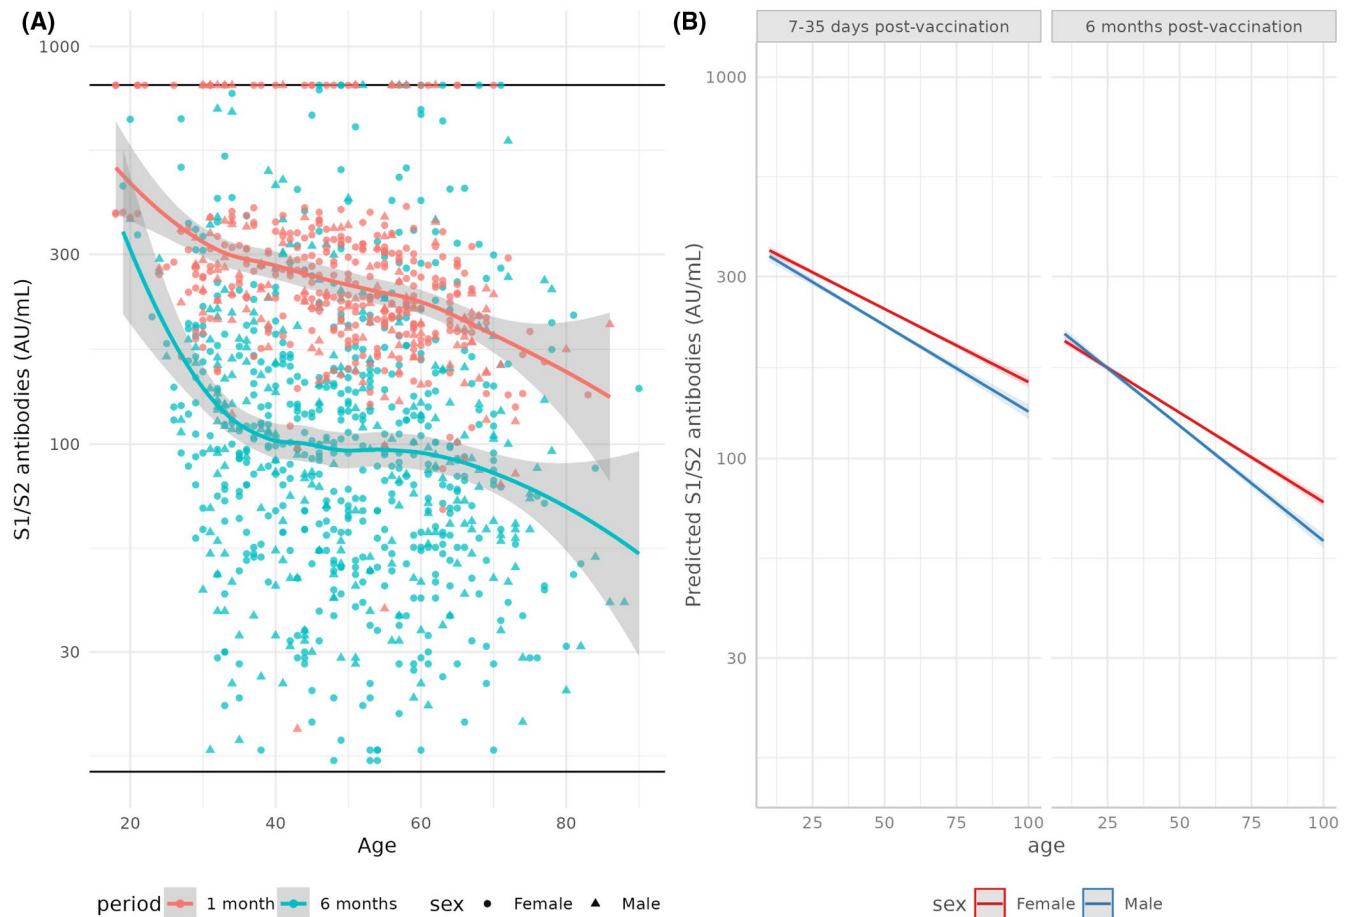 (A)
1000
300
100
30
S1/S2 antibodies (AU/mL)
20 40 60 80
Age
period 1 month 6 months sex Female Male
(B)
7-35 days post-vaccination 6 months post-vaccination
1000
300
100
30
Predicted S1/S2 antibodies (AU/mL)
25 50 75 100 25 50 75 100
age
sex Female Male